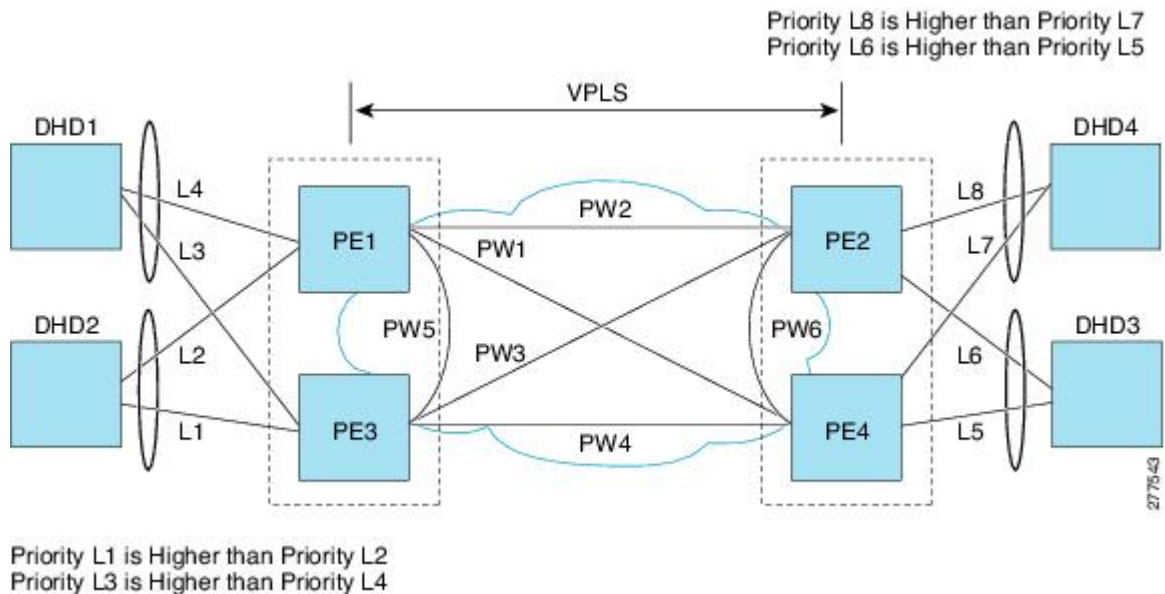 Priority L8 is Higher than Priority L7
Priority L6 is Higher than Priority L5
VPLS
DHD1
DHD4
L4
L8
PW2
L3
PE1
PW1
PE2
L7
DHD2
PW5
PW6
DHD3
L2
PW3
L6
L1
PE3
PW4
PE4
L5
277543
Priority L1 is Higher than Priority L2
Priority L3 is Higher than Priority L4